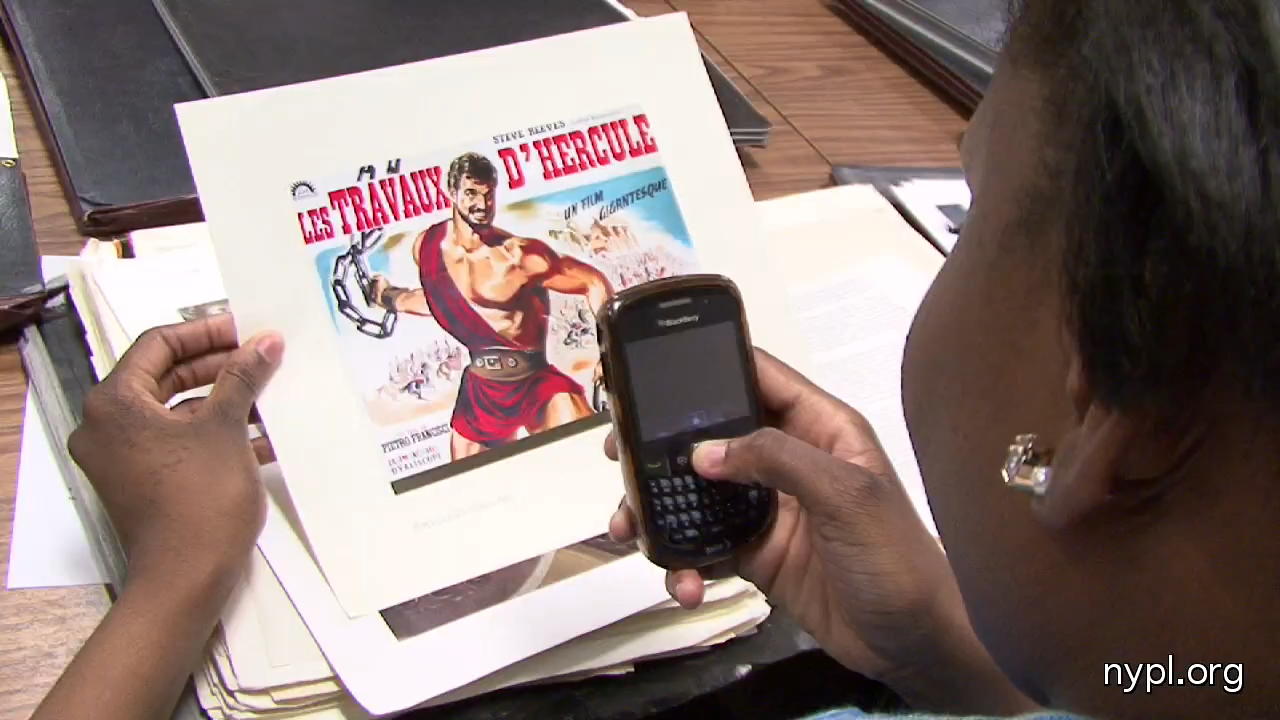 STEVE REEVES
LES TRAVAUX D'HERCULE
UN FILM
GIGANTESQUE
PIETRO FRANCISCI
DYALISCOPE
BlackBerry
nypl.org